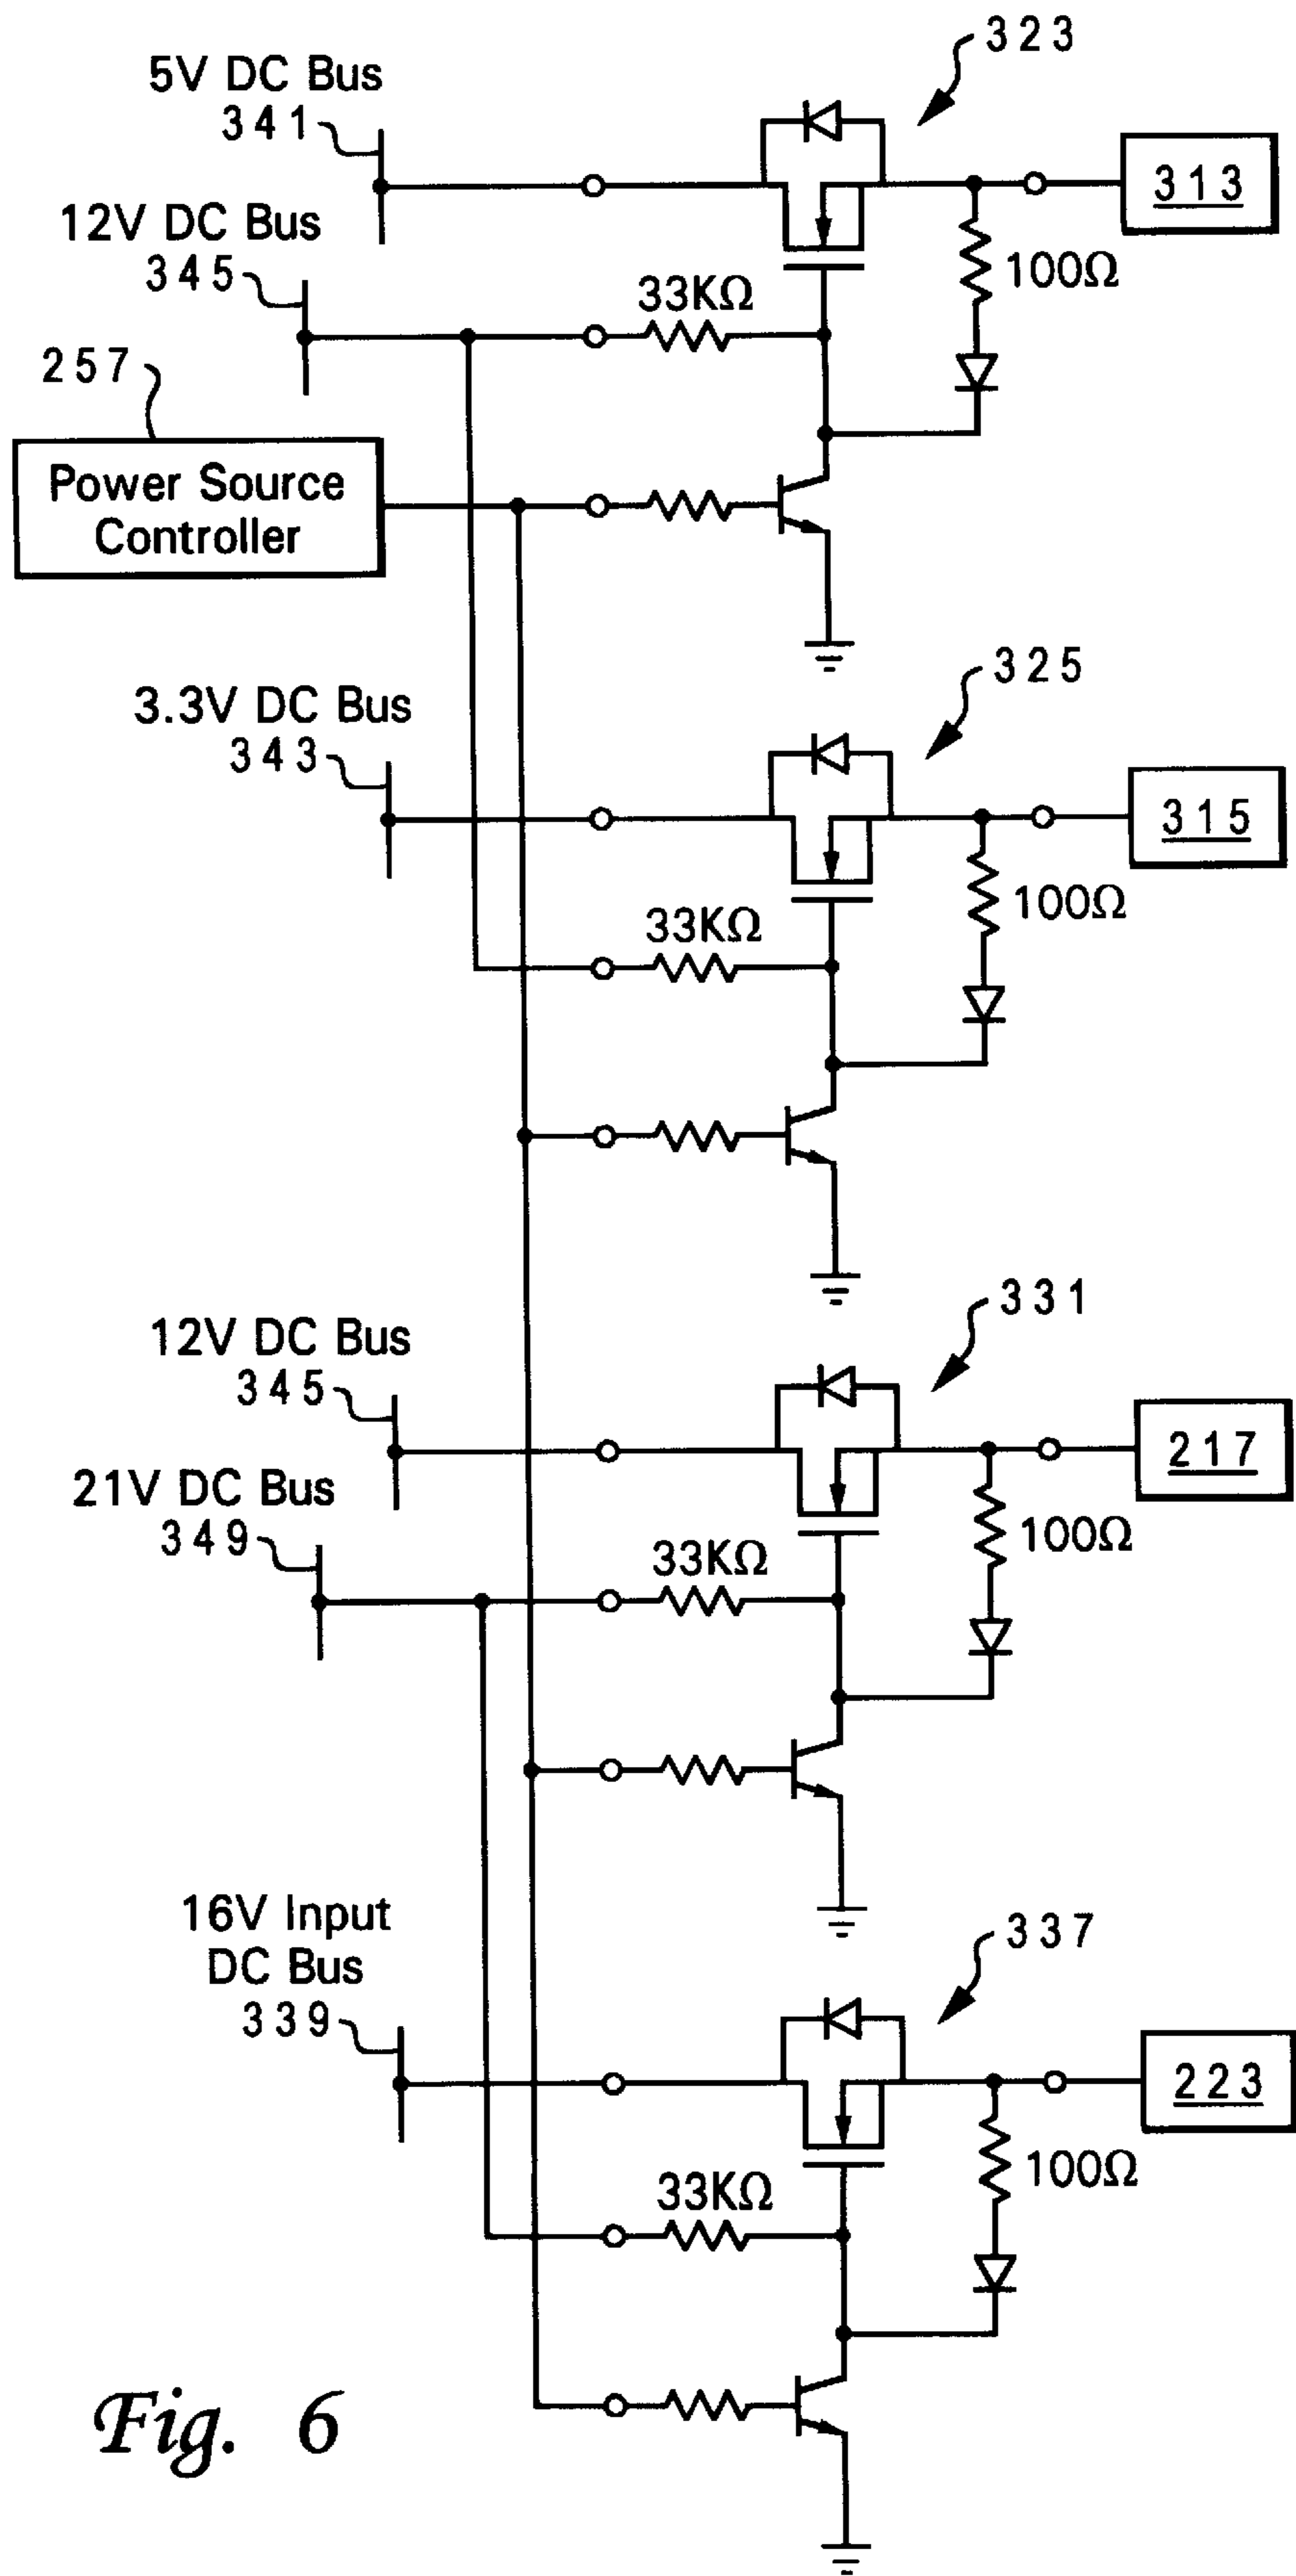 323
5V DC Bus
341
313
12V DC Bus
345
33KΩ
100Ω
257
Power Source
Controller
325
3.3V DC Bus
343
315
33KΩ
100Ω
331
12V DC Bus
345
217
21V DC Bus
349
33KΩ
100Ω
16V Input
DC Bus
337
339
223
33KΩ
100Ω
Fig. 6